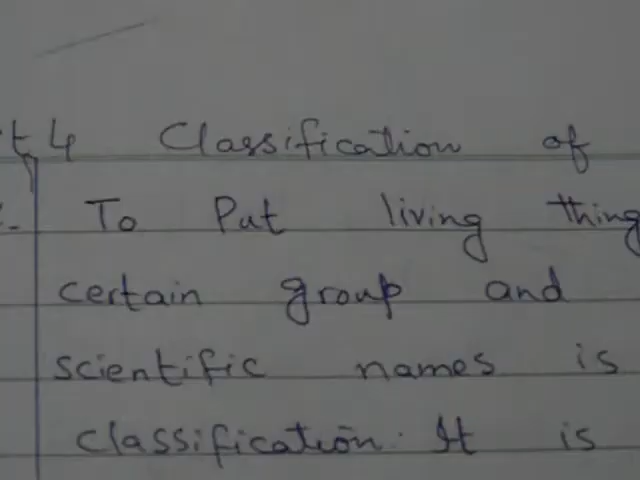 4 Classification of
To Put living thing
certain group and
scientific names is
classification. It is